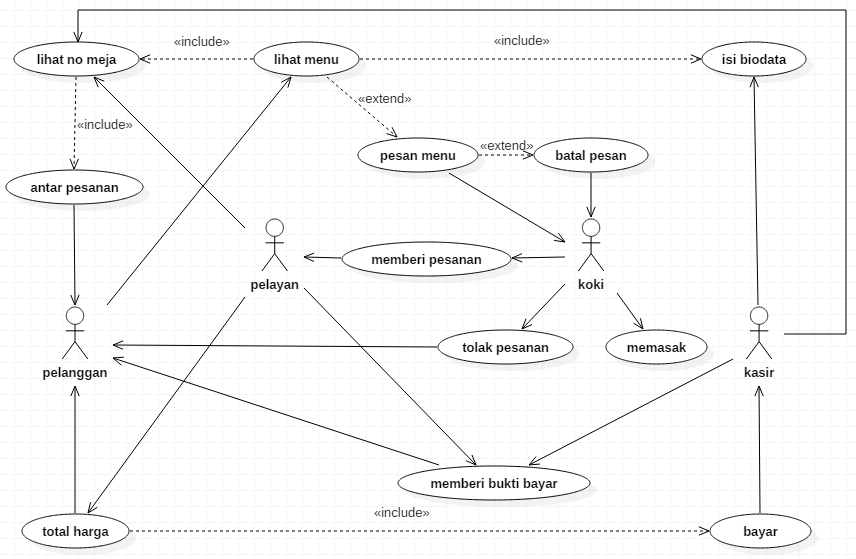 «include»
«include»
lihat no meja
lihat menu
isi biodata
«extend»
«include»
«extend»
pesan menu
batal pesan
antar pesanan
memberi pesanan
pelayan
koki
tolak pesanan
memasak
pelanggan
kasir
memberi bukti bayar
«include»
total harga
bayar